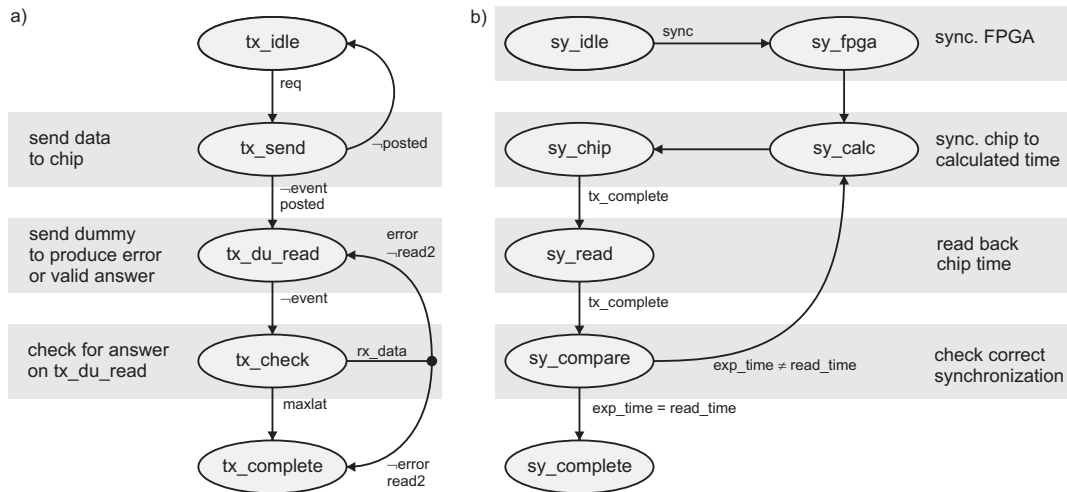 a)
tx_idle
req
send data
to chip
tx_send
¬posted
¬event
posted
send dummy
to produce error
or valid answer
tx_du_read
error
¬read2
¬event
check for answer
on tx_du_read
tx_check
rx_data
maxlat
tx_complete
¬error
read2
b)
sy_idle
sync
sy_fpga
sync. FPGA
sy_chip
sy_calc
sync. chip to
calculated time
tx_complete
sy_read
read back
chip time
tx_complete
sy_compare
exp_time ≠ read_time
check correct
synchronization
exp_time = read_time
sy_complete